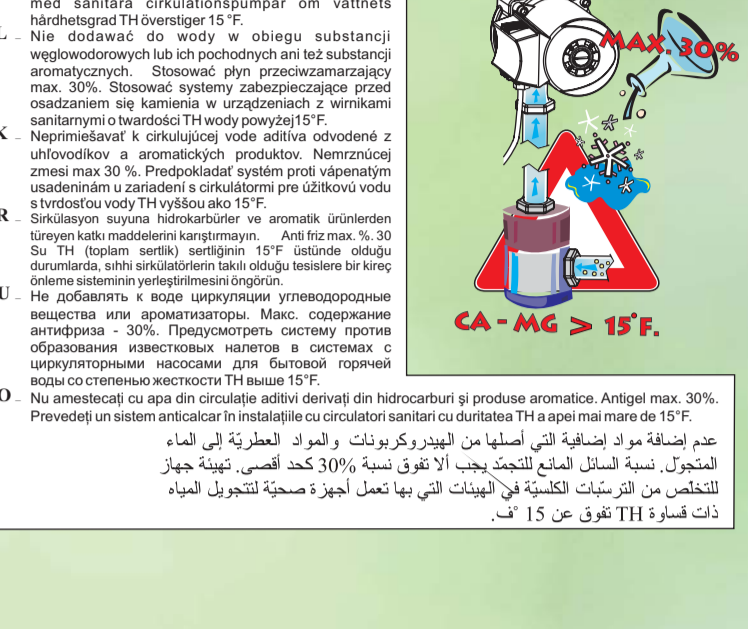 med sanitära cirkulationspumpar om vattnets
hårdhetsgrad TH överstiger 15 °F.
L – Nie dodawać do wody w obiegu substancji
węglowodorowych lub ich pochodnych ani też substancji
aromatycznych. Stosować płyn przeciwzamarzający
max. 30%. Stosować systemy zabezpieczające przed
osadzaniem się kamienia w urządzeniach z wirnikami
sanitarnymi o twardości TH wody powyżej15°F.
K – Neprimiešavať k cirkulujúcej vode aditíva odvodené z
uhľovodíkov a aromatických produktov. Nemrznúcej
zmesi max 30 %. Predpokladať systém proti vápenatým
usadeninám u zariadení s cirkulátormi pre úžitkovú vodu
s tvrdosťou vody TH vyššou ako 15°F.
R – Sirkülasyon suyuna hidrokarbürler ve aromatik ürünlerden
türeyen katkı maddelerini karıştırmayın. Anti friz max. %. 30
Su TH (toplam sertlik) sertliğinin 15°F üstünde olduğu
durumlarda, sıhhi sirkülatörlerin takılı olduğu tesislere bir kireç
önleme sisteminin yerleştirilmesini öngörün.
U – Не добавлять к воде циркуляции углеводородные
вещества или ароматизаторы. Макс. содержание
антифриза - 30%. Предусмотреть систему против
образования известковых налетов в системах с
циркуляторными насосами для бытовой горячей
воды со степенью жесткости TH выше 15°F.
O – Nu amestecaţi cu apa din circulaţie aditivi derivaţi din hidrocarburi şi produse aromatice. Antigel max. 30%.
Prevedeţi un sistem anticalcar în instalaţiile cu circulatori sanitari cu duritatea TH a apei mai mare de 15°F.
عدم إضافة مواد إضافية التي أصلها من الهيدروكربونات والمواد العطريّة إلى الماء
المتجوّل. نسبة السائل المانع للتجمّد يجب ألا تفوق نسبة 30% كحد أقصى. تهيئة جهاز
للتخلّص من الترسّبات الكلسيّة في الهيئات التي بها تعمل أجهزة صحيّة لتتجويل المياه
ذات قساوة TH تفوق عن 15 °ف.
MAX. 30%
CA - MG > 15°F.